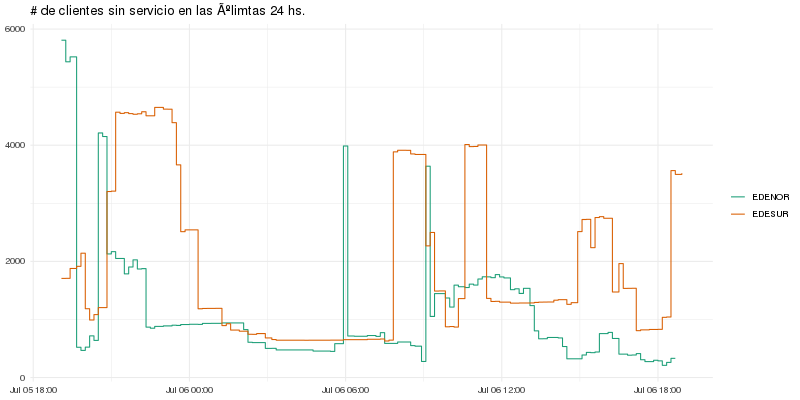 # de clientes sin servicio en las Ãºlimtas 24 hs.
6000
4000
2000
0
Jul 05 18:00
Jul 06 00:00
Jul 06 06:00
Jul 06 12:00
Jul 06 18:00
EDENOR
EDESUR